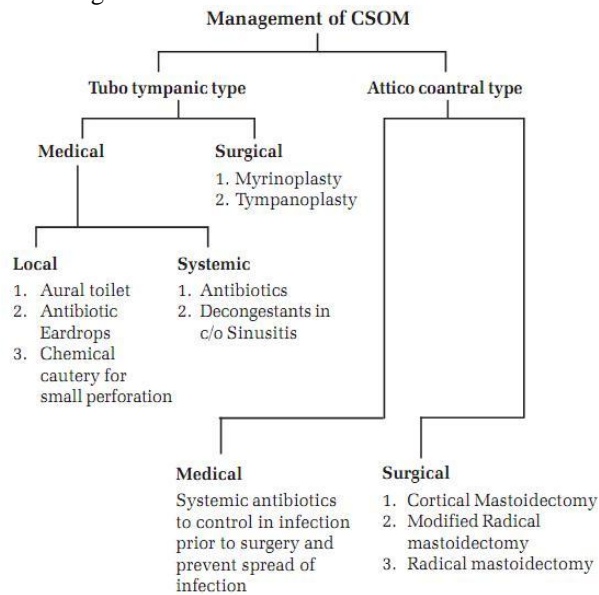 Management of CSOM
Tubo tympanic type
Attico coantral type
Medical
Surgical
1. Myrinoplasty
2. Tympanoplasty
Local
1. Aural toilet
2. Antibiotic
Eardrops
3. Chemical
cautery for
small perforation
Systemic
1. Antibiotics
2. Decongestants in
c/o Sinusitis
Medical
Systemic antibiotics
to control in infection
prior to surgery and
prevent spread of
infection
Surgical
1. Cortical Mastoidectomy
2. Modified Radical
mastoidectomy
3. Radical mastoidectomy